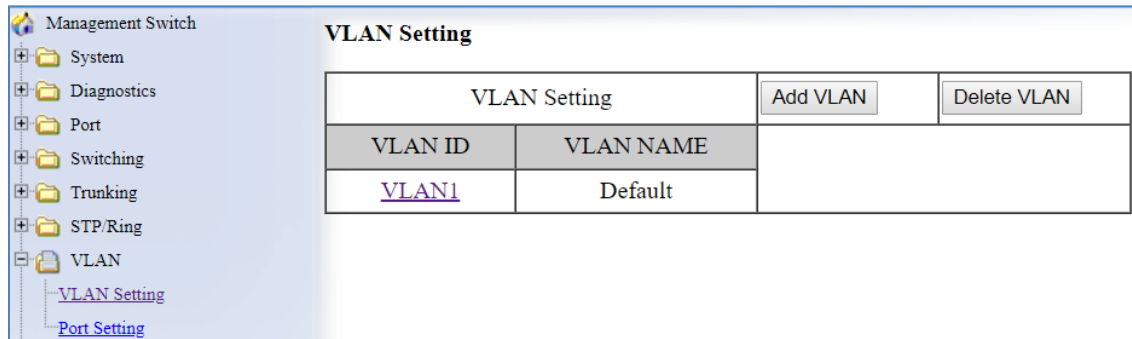 Management Switch
System
Diagnostics
Port
Switching
Trunking
STP/Ring
VLAN
VLAN Setting
Port Setting
VLAN Setting
VLAN Setting Add VLAN Delete VLAN
VLAN ID VLAN NAME
VLAN1 Default